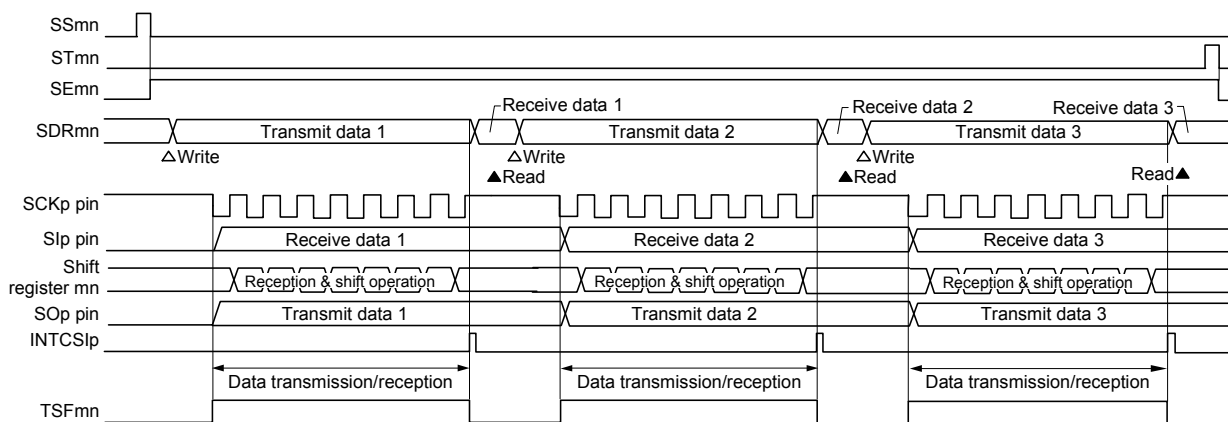 SSmn
STmn
SEmn
Receive data 1 Receive data 2 Receive data 3
SDRmn Transmit data 1 Transmit data 2 Transmit data 3
△Write △Write △Write
▲Read ▲Read Read▲
SCKp pin
SIp pin Receive data 1 Receive data 2 Receive data 3
Shift
register mn Reception & shift operation Reception & shift operation Reception & shift operation
SOp pin Transmit data 1 Transmit data 2 Transmit data 3
INTCSIp
Data transmission/reception Data transmission/reception Data transmission/reception
TSFmn